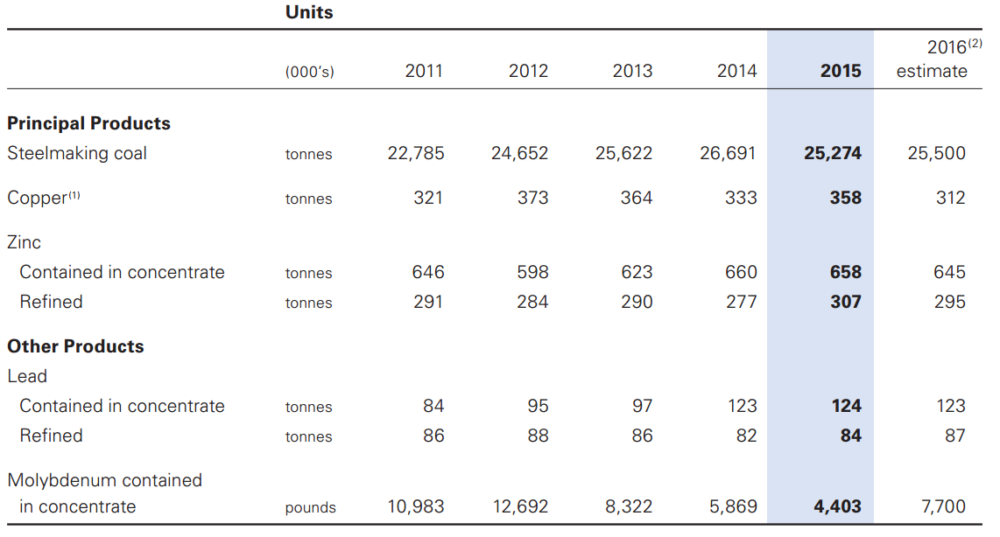 Units
(000's) 2011 2012 2013 2014 2015 2016(2) estimate
Principal Products
Steelmaking coal tonnes 22,785 24,652 25,622 26,691 25,274 25,500
Copper(1) tonnes 321 373 364 333 358 312
Zinc
Contained in concentrate tonnes 646 598 623 660 658 645
Refined tonnes 291 284 290 277 307 295
Other Products
Lead
Contained in concentrate tonnes 84 95 97 123 124 123
Refined tonnes 86 88 86 82 84 87
Molybdenum contained
in concentrate pounds 10,983 12,692 8,322 5,869 4,403 7,700